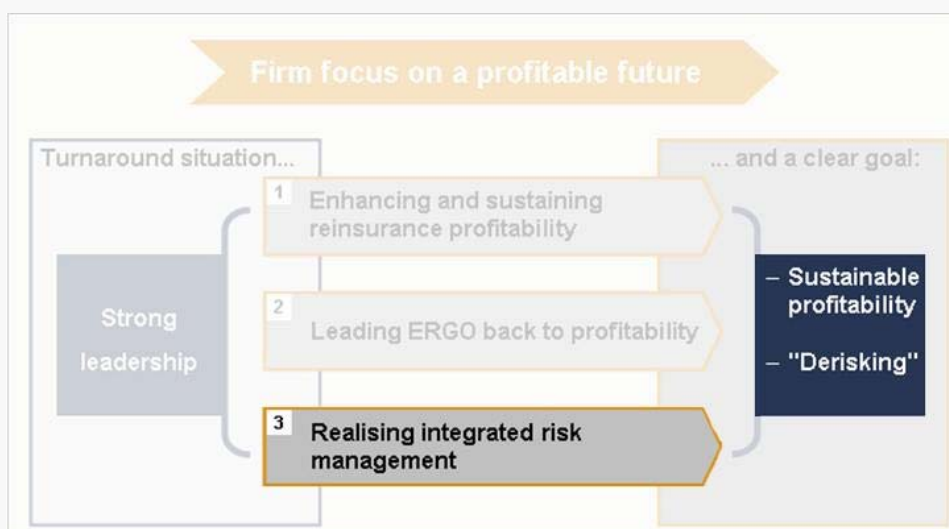 Firm focus on a profitable future
Turnaround situation...
... and a clear goal:
1
Enhancing and sustaining
reinsurance profitability
Strong
leadership
2
Leading ERGO back to profitability
– Sustainable
profitability
– "Derisking"
3
Realising integrated risk
management